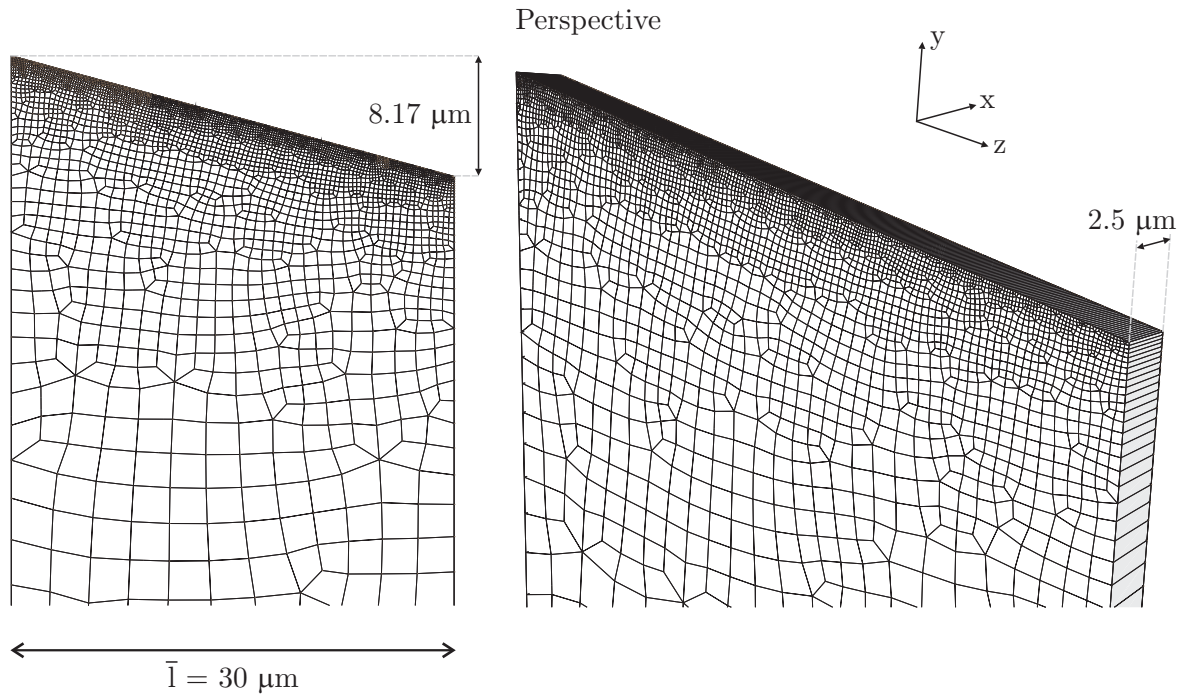 Perspective
y
x
z
8.17 μm
2.5 μm
l̄ = 30 μm